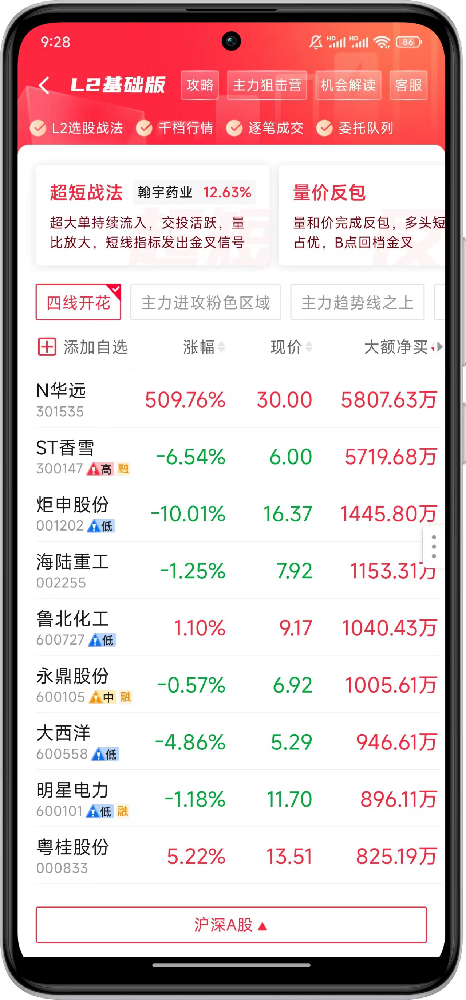 9:28 HD HD 86
L2基础版 攻略 主力狙击营 机会解读 客服
L2选股战法 千档行情 逐笔成交 委托队列
超短战法 翰宇药业 12.63%
超大单持续流入，交投活跃，量
比放大，短线指标发出金叉信号
量价反包
量和价完成反包，多头短
占优，B点回档金叉
四线开花 主力进攻粉色区域 主力趋势线之上
添加自选 涨幅 现价 大额净买
N华远 509.76% 30.00 5807.63万
301535
ST香雪 -6.54% 6.00 5719.68万
300147 高 融
炬申股份 -10.01% 16.37 1445.80万
001202 低
海陆重工 -1.25% 7.92 1153.31万
002255
鲁北化工 1.10% 9.17 1040.43万
600727 低
永鼎股份 -0.57% 6.92 1005.61万
600105 中 融
大西洋 -4.86% 5.29 946.61万
600558 低
明星电力 -1.18% 11.70 896.11万
600101 低 融
粤桂股份 5.22% 13.51 825.19万
000833
沪深A股